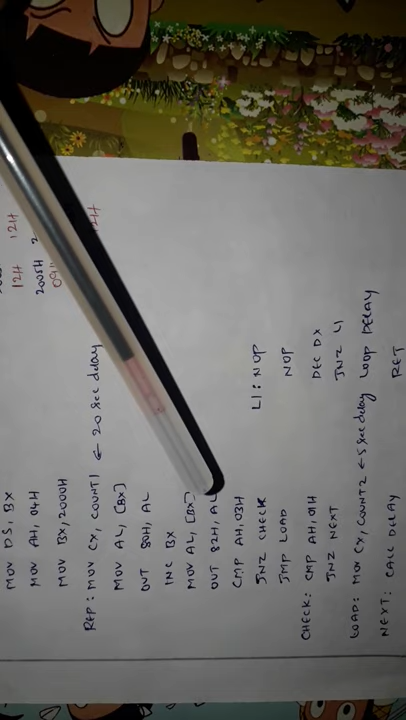 12H 12H
2005H
12H
MOV DS, BX
MOV AH, 04H
MOV BX, 2000H
REP: MOV CX, COUNT1 ← 20 sec delay
MOV AL, [BX]
OUT 80H, AL
INC BX
MOV AL, [BX]
OUT 82H, AL
CMP AH, 03H
JNZ CHECK
JMP LOAD
CHECK: CMP AH, 01H
JNZ NEXT
LOAD: MOV CX, COUNT2 ← 5 sec delay
NEXT: CALL DELAY
L1: NOP
NOP
DEC DX
JNZ L1
LOOP DELAY
RET